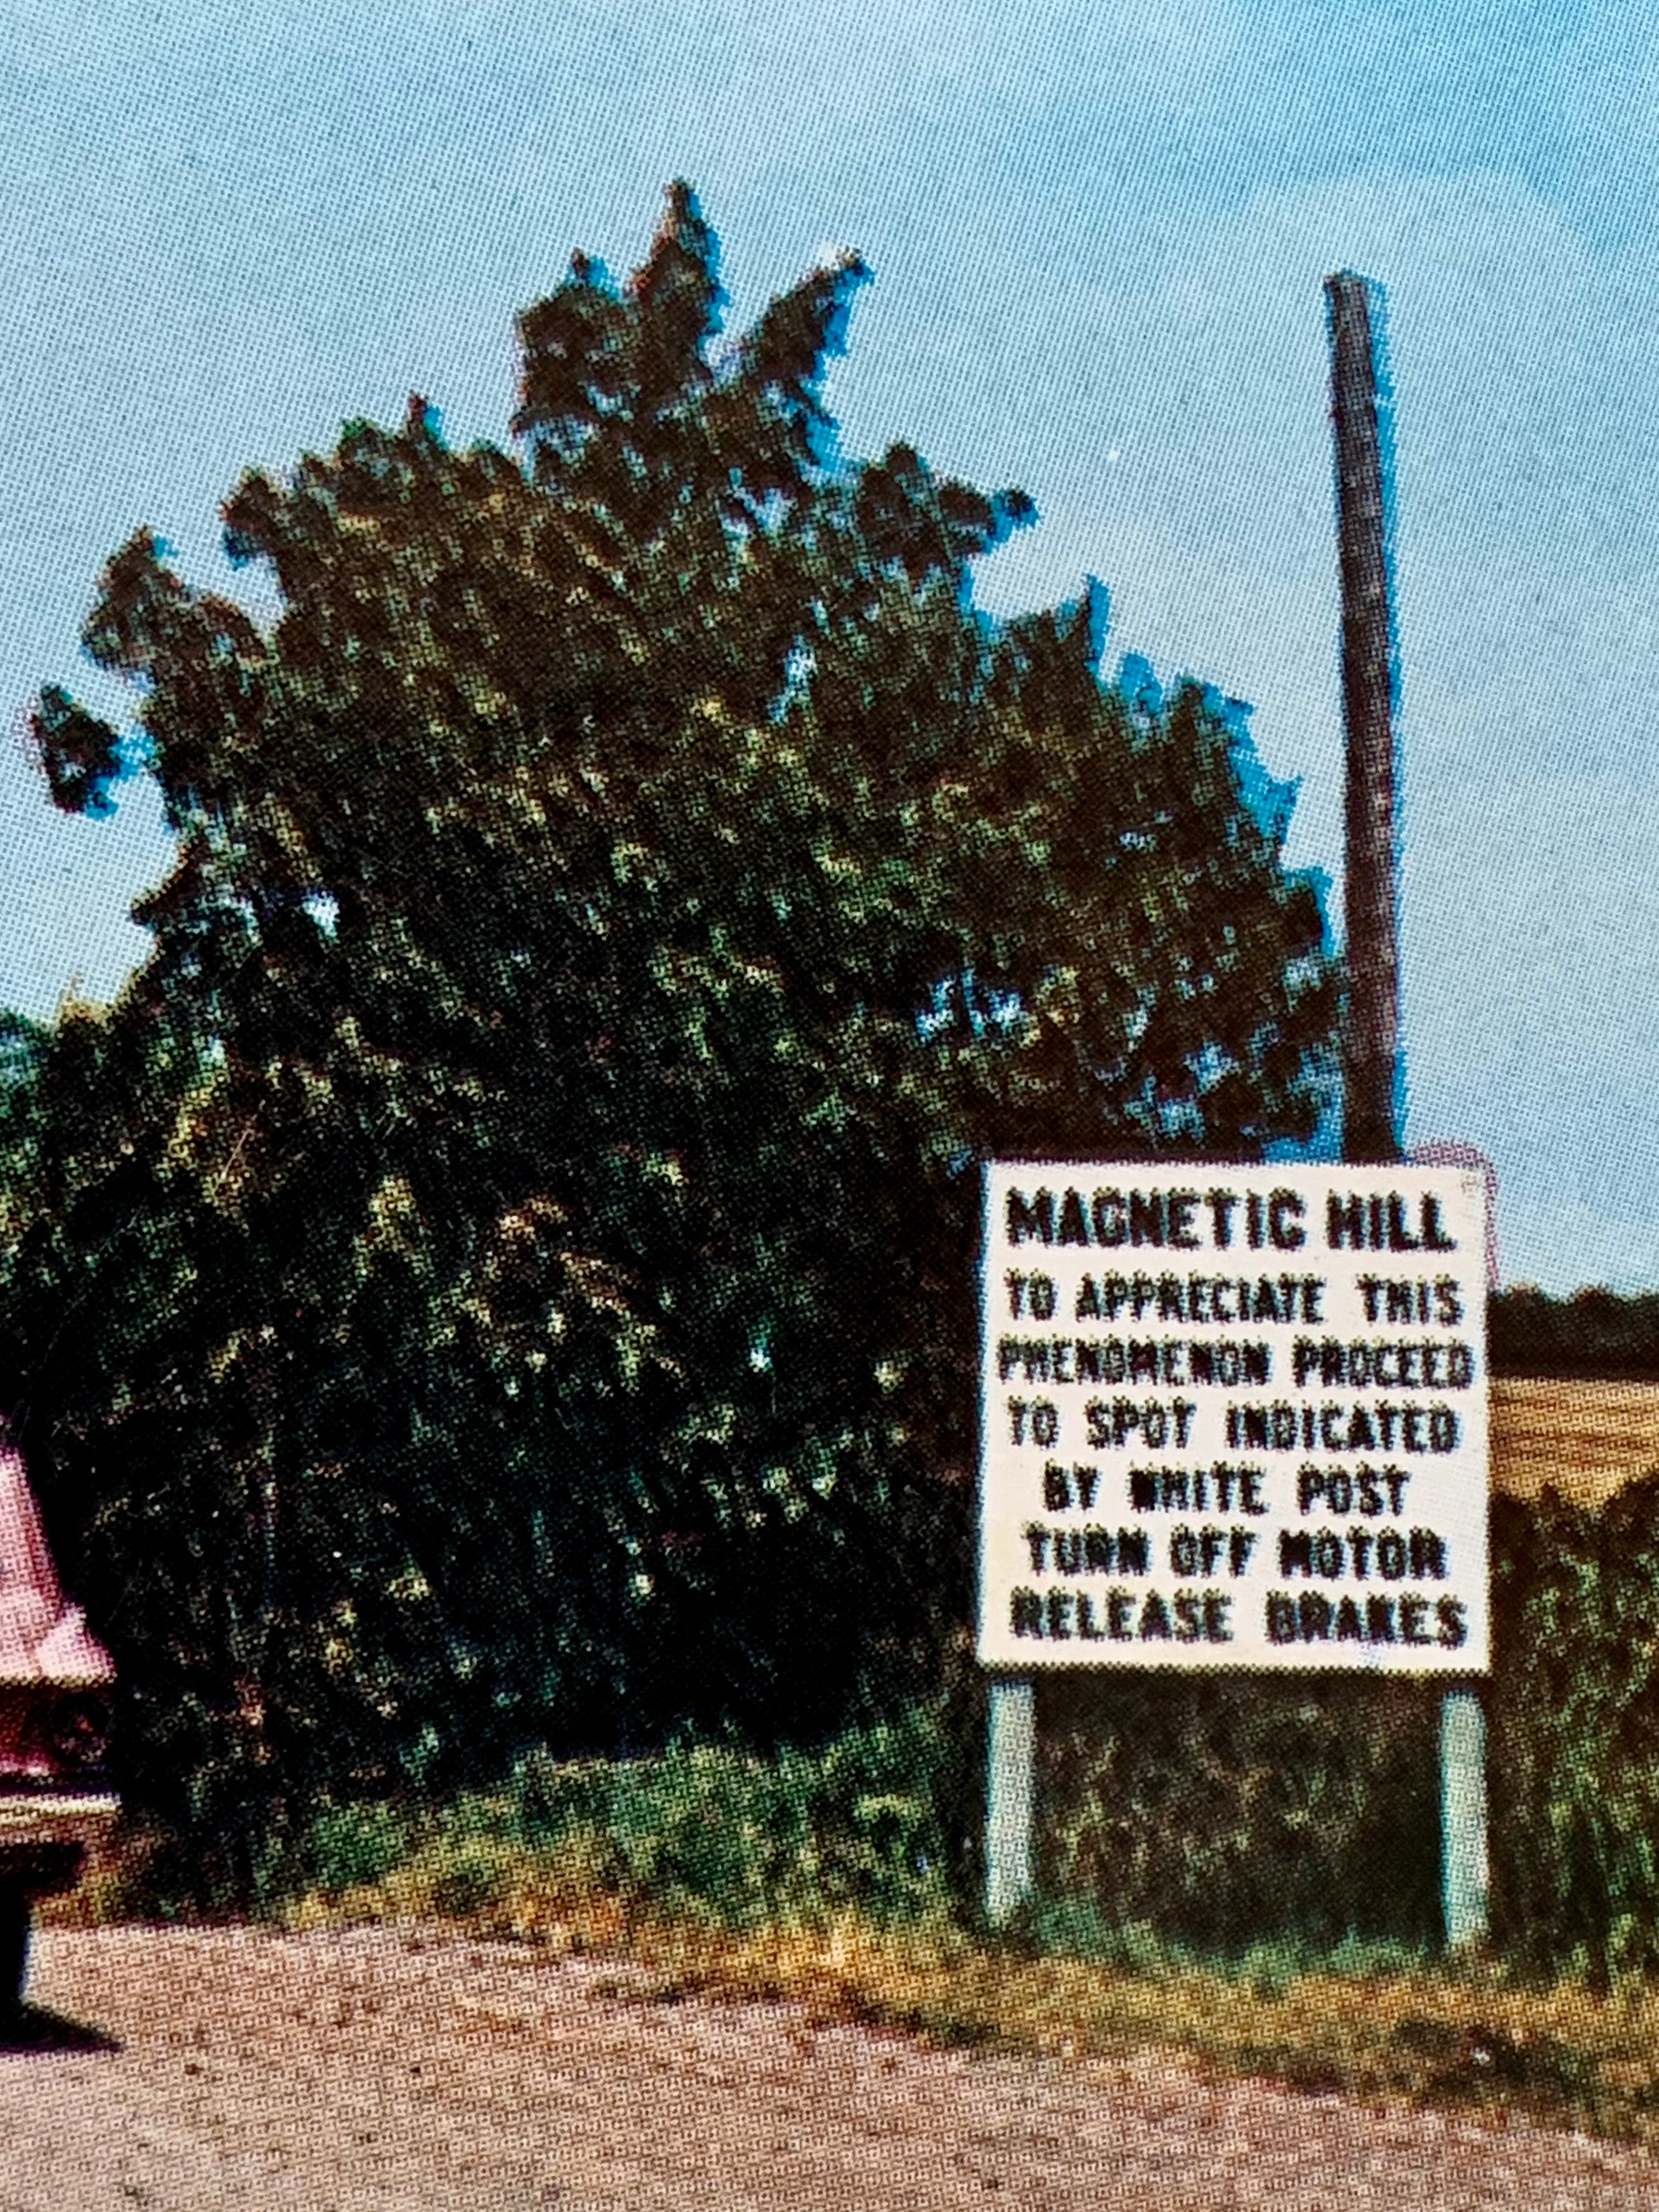 MAGNETIC HILL
TO APPRECIATE THIS
PHENOMENON PROCEED
TO SPOT INDICATED
BY WHITE POST
TURN OFF MOTOR
RELEASE BRAKES